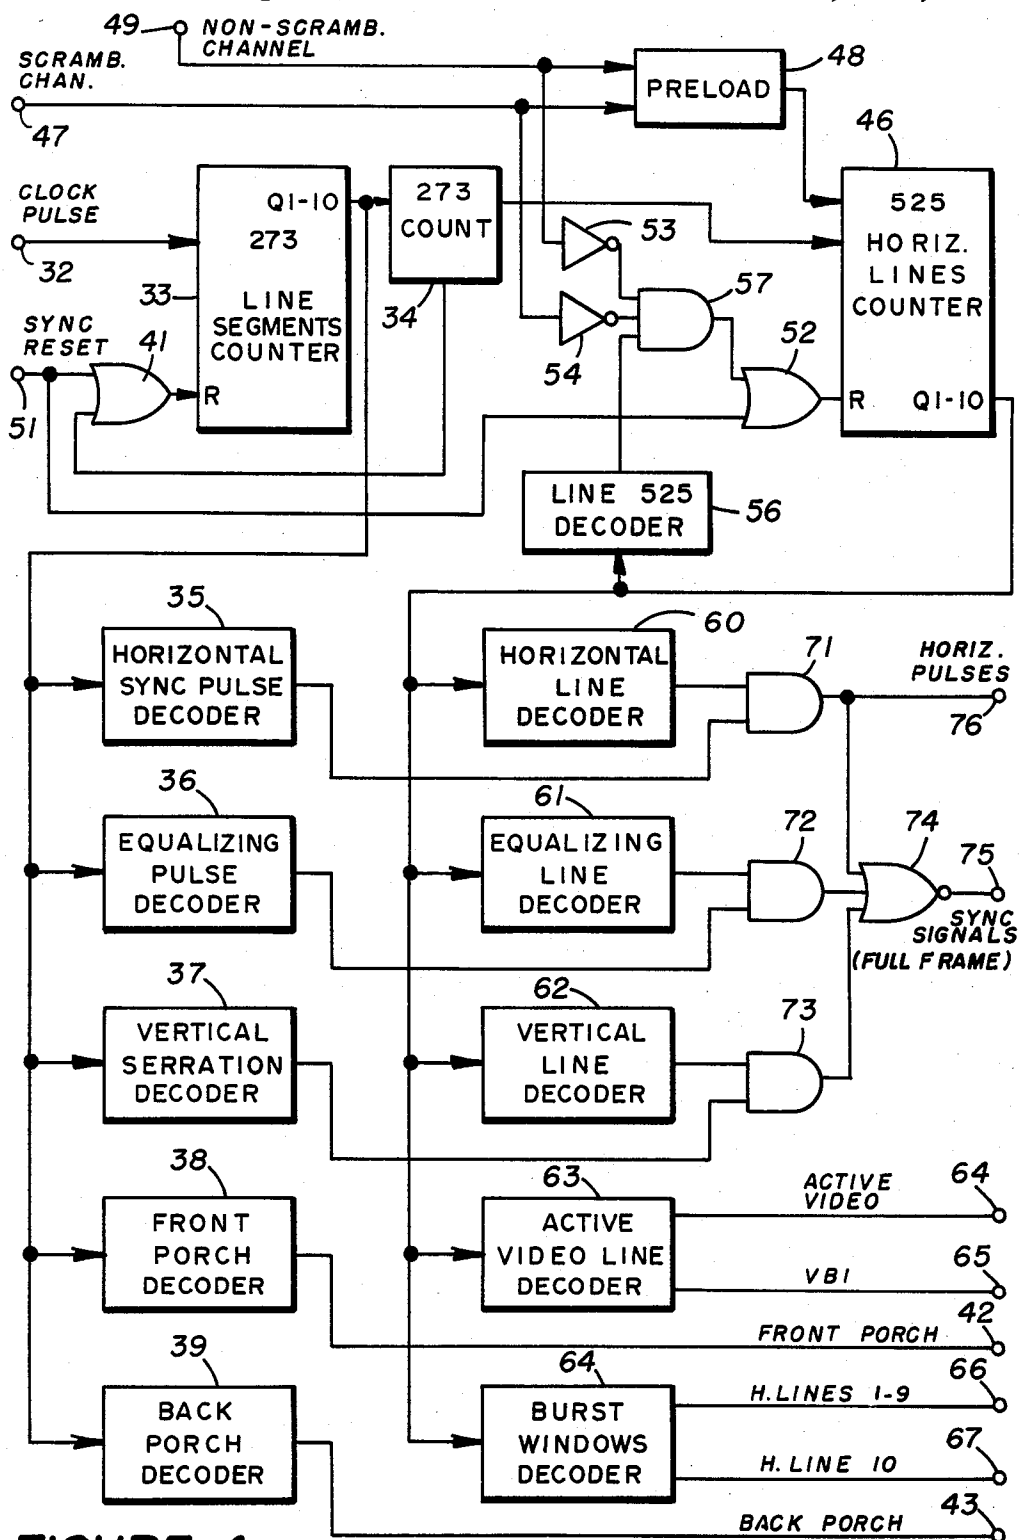 49
NON-SCRAMB.
CHANNEL
SCRAMB.
CHAN.
47
PRELOAD
48
46
CLOCK
PULSE
32
33
Q1-10
273
LINE
SEGMENTS
COUNTER
R
273
COUNT
34
53
54
57
52
525
HORIZ.
LINES
COUNTER
R
Q1-10
SYNC
RESET
41
51
LINE 525
DECODER
56
35
HORIZONTAL
SYNC PULSE
DECODER
60
HORIZONTAL
LINE
DECODER
71
HORIZ.
PULSES
76
36
EQUALIZING
PULSE
DECODER
61
EQUALIZING
LINE
DECODER
72
74
75
SYNC
SIGNALS
(FULL FRAME)
37
VERTICAL
SERRATION
DECODER
62
VERTICAL
LINE
DECODER
73
38
FRONT
PORCH
DECODER
63
ACTIVE
VIDEO LINE
DECODER
ACTIVE
VIDEO
64
VBI
65
FRONT PORCH
42
39
BACK
PORCH
DECODER
64
BURST
WINDOWS
DECODER
H.LINES 1-9
66
H.LINE 10
67
BACK PORCH
43